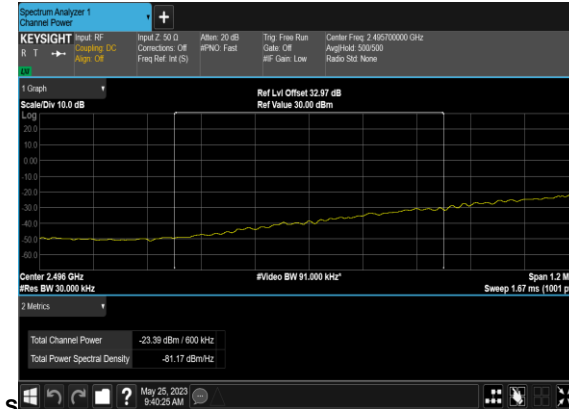 Spectrum Analyzer 1
Channel Power
+
KEYSIGHT Input: RF Input Z: 50 Ω Atten: 20 dB Trig: Free Run Center Freq: 2.495700000 GHz
R T Coupling: DC Corrections: Off #PNO: Fast Gate: Off Avg|Hold: 500/500
Align: Off Freq Ref: Int (S) #IF Gain: Low Radio Std: None
1 Graph Ref Lvl Offset 32.97 dB
Scale/Div 10.0 dB Ref Value 30.00 dBm
Log
20.0
10.0
0.00
-10.0
-20.0
-30.0
-40.0
-50.0
-60.0
Center 2.496 GHz #Video BW 91.000 kHz* Span 1.2 M
#Res BW 30.000 kHz Sweep 1.67 ms (1001 p
2 Metrics
Total Channel Power -23.39 dBm / 600 kHz
Total Power Spectral Density -81.17 dBm/Hz
s
? May 25, 2023
9:40:25 AM